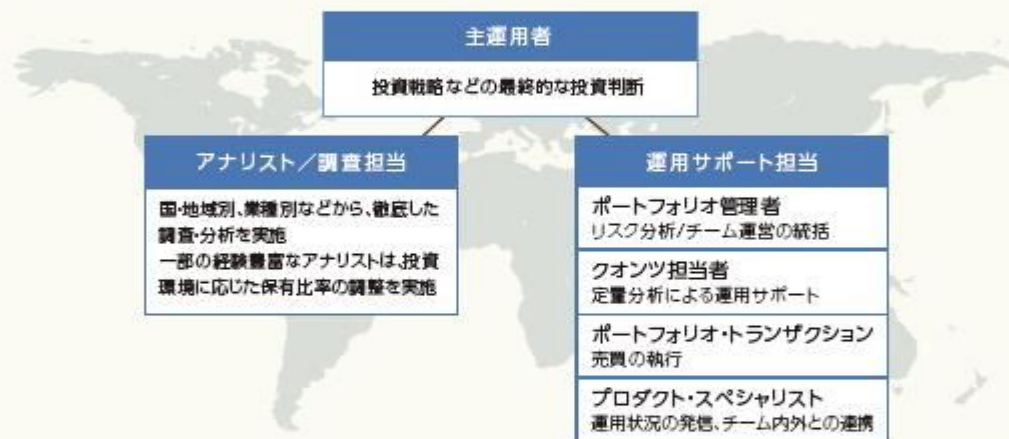 主運用者
投資戦略などの最終的な投資判断
アナリスト／調査担当
国・地域別、業種別などから、徹底した
調査・分析を実施
一部の経験豊富なアナリストは、投資
環境に応じた保有比率の調整を実施
運用サポート担当
ポートフォリオ管理者
リスク分析/チーム運営の統括
クオンツ担当者
定量分析による運用サポート
ポートフォリオ・トランザクション
売買の執行
プロダクト・スペシャリスト
運用状況の発信、チーム内外との連携